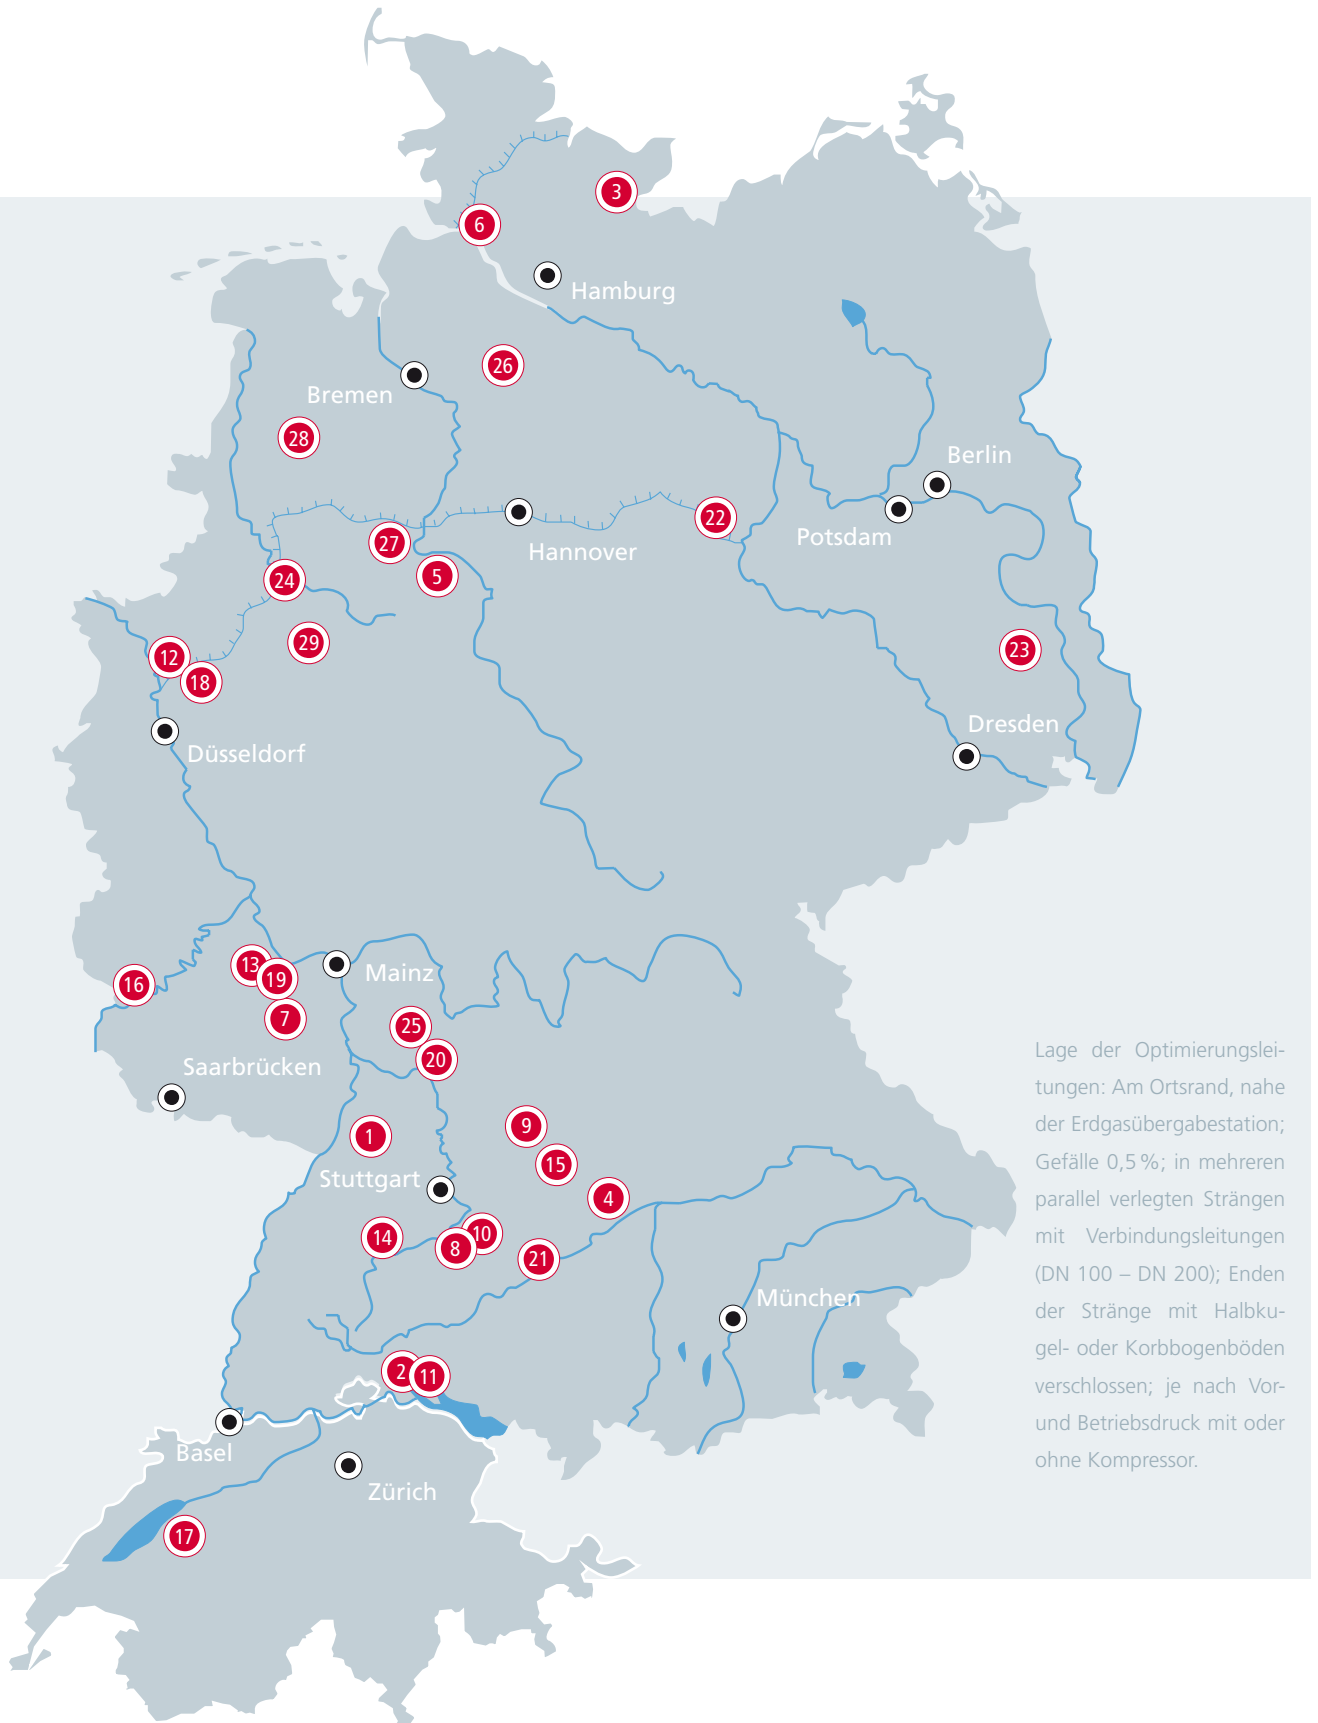 3
6
Hamburg
26
Bremen
28
Berlin
22
Potsdam
27
Hannover
5
24
29
12
18
23
Dresden
Düsseldorf
13
19
16
Mainz
7
25
20
Saarbrücken
9
1
15
Stuttgart
4
14
10
8
21
München
2
11
Basel
Zürich
17
Lage der Optimierungslei-
tungen: Am Ortsrand, nahe
der Erdgasübergabestation;
Gefälle 0,5 %; in mehreren
parallel verlegten Strängen
mit Verbindungsleitungen
(DN 100 – DN 200); Enden
der Stränge mit Halbku-
gel- oder Korbbogenböden
verschlossen; je nach Vor-
und Betriebsdruck mit oder
ohne Kompressor.